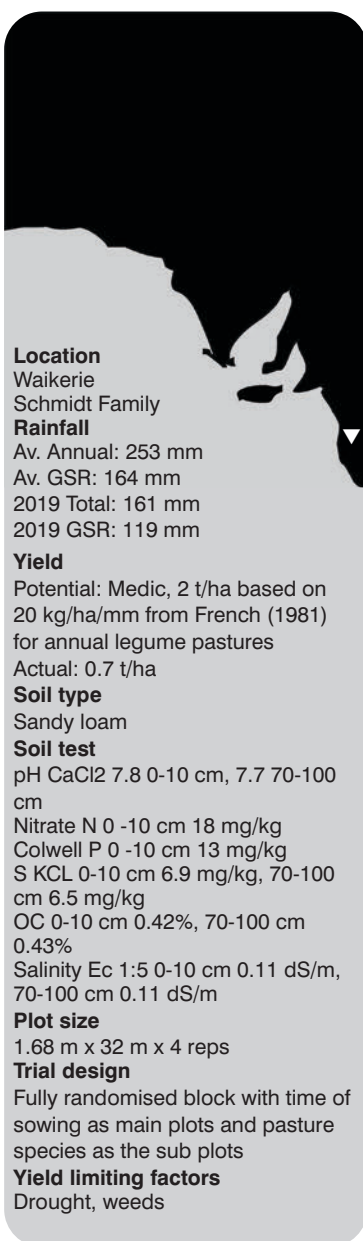 Location
Waikerie
Schmidt Family
Rainfall
Av. Annual: 253 mm
Av. GSR: 164 mm
2019 Total: 161 mm
2019 GSR: 119 mm
Yield
Potential: Medic, 2 t/ha based on
20 kg/ha/mm from French (1981)
for annual legume pastures
Actual: 0.7 t/ha
Soil type
Sandy loam
Soil test
pH CaCl2 7.8 0-10 cm, 7.7 70-100
cm
Nitrate N 0 -10 cm 18 mg/kg
Colwell P 0 -10 cm 13 mg/kg
S KCL 0-10 cm 6.9 mg/kg, 70-100
cm 6.5 mg/kg
OC 0-10 cm 0.42%, 70-100 cm
0.43%
Salinity Ec 1:5 0-10 cm 0.11 dS/m,
70-100 cm 0.11 dS/m
Plot size
1.68 m x 32 m x 4 reps
Trial design
Fully randomised block with time of
sowing as main plots and pasture
species as the sub plots
Yield limiting factors
Drought, weeds